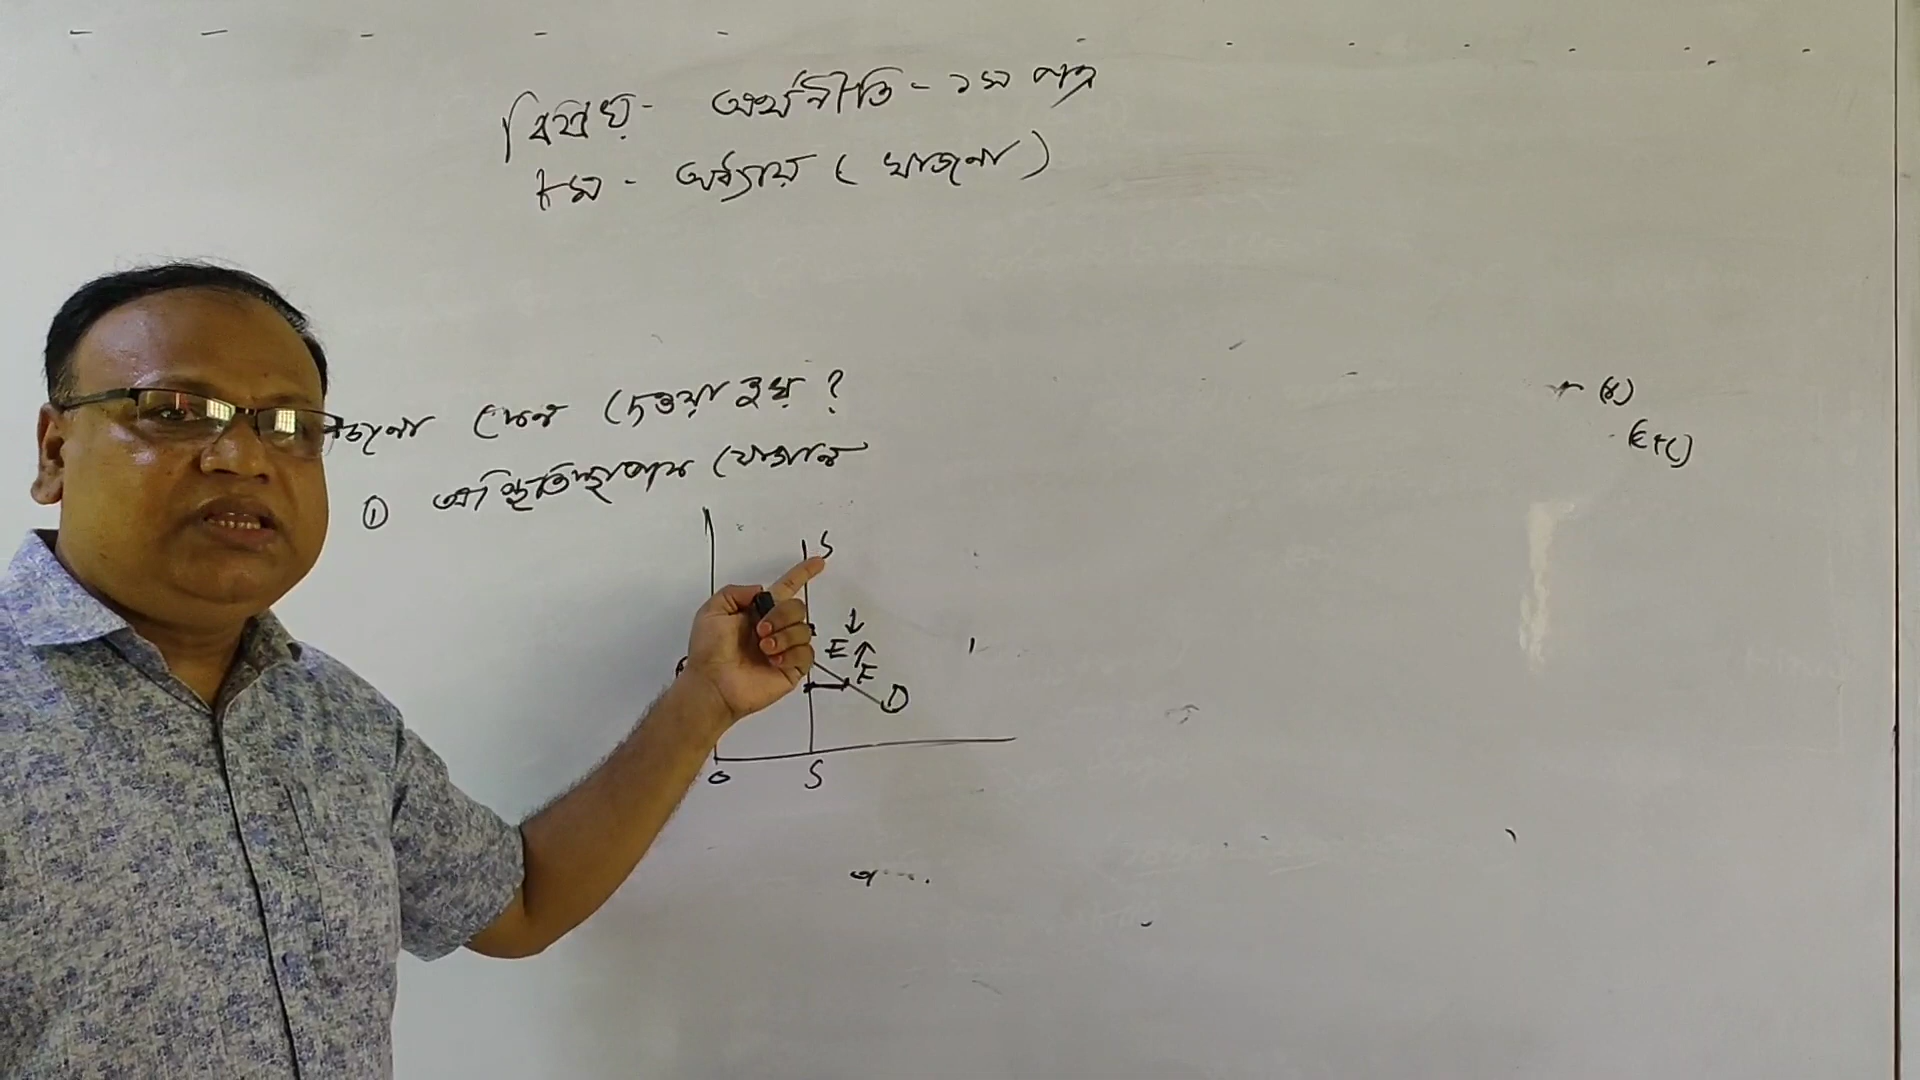 বিষয়- অর্থনীতি - ১ম পত্র
৮ম - অধ্যায় ( খাজনা )
জনা কেন দেওয়া হয় ?
① অস্থিতিস্থাপক যোগান
S
E
E
D
O
S